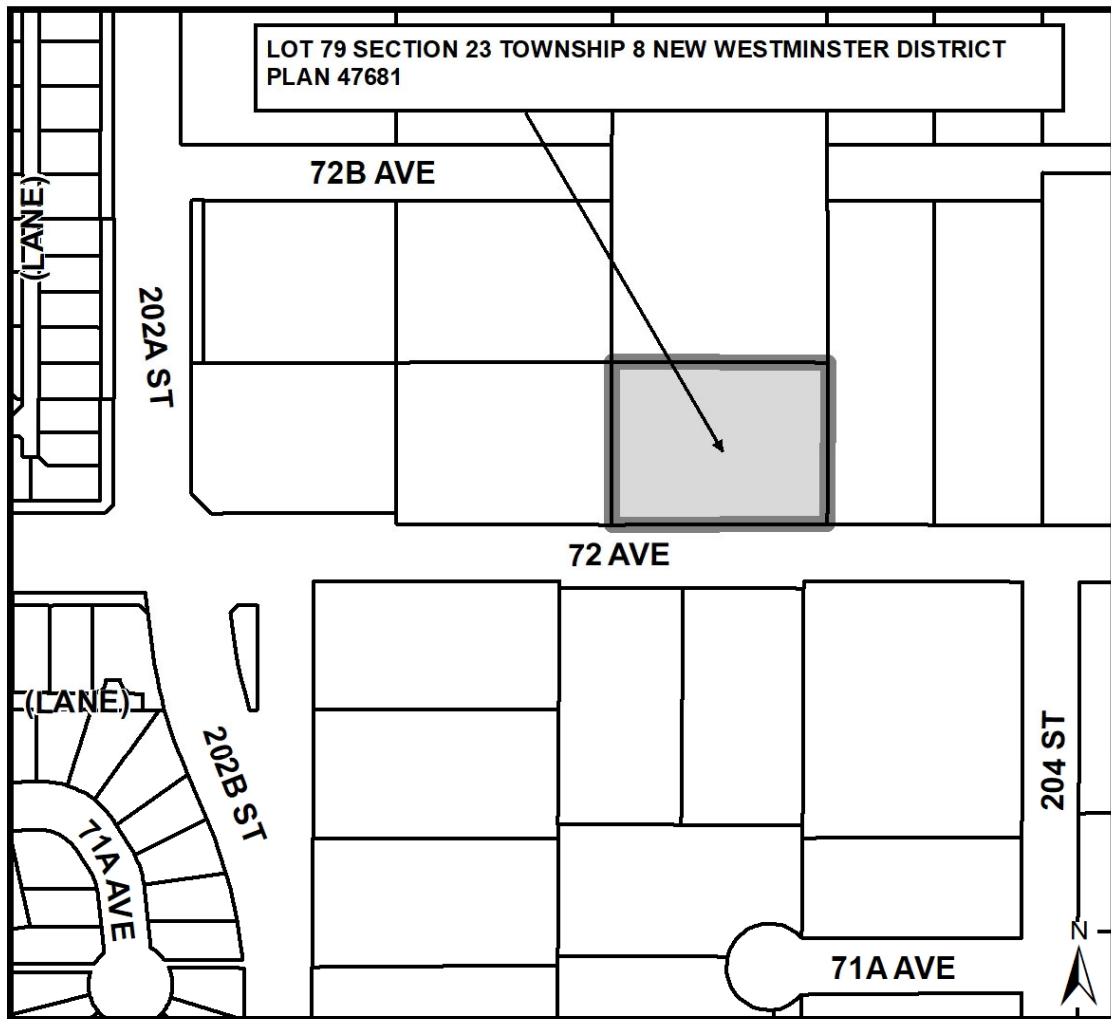 LOT 79 SECTION 23 TOWNSHIP 8 NEW WESTMINSTER DISTRICT
PLAN 47681
72B AVE
(LANE)
202A ST
72 AVE
(LANE)
202B ST
204 ST
71A AVE
N
71A AVE